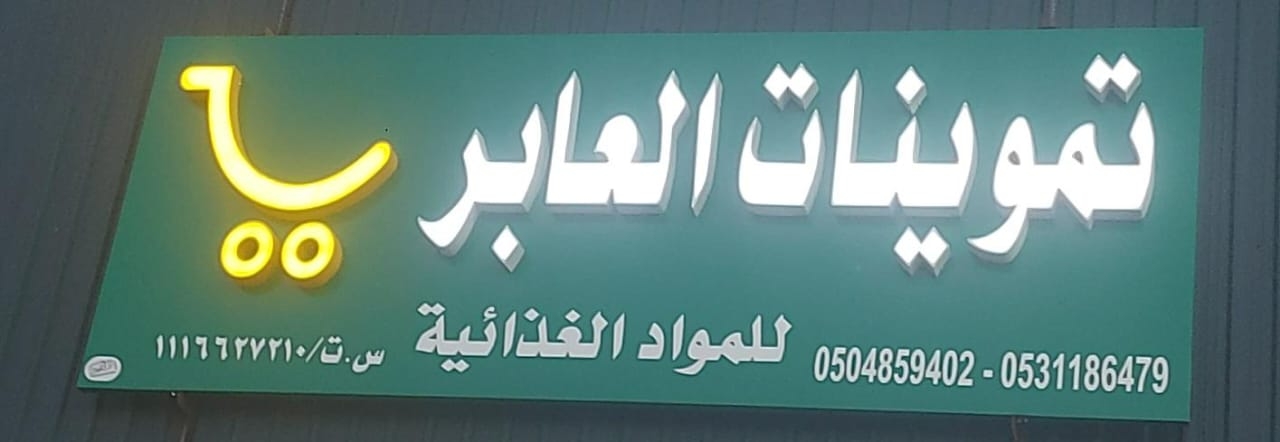 تموينات العابر
للمواد الغذائية
0504859402 - 0531186479
س.ت/١١١٦٦٢٧٢١٠